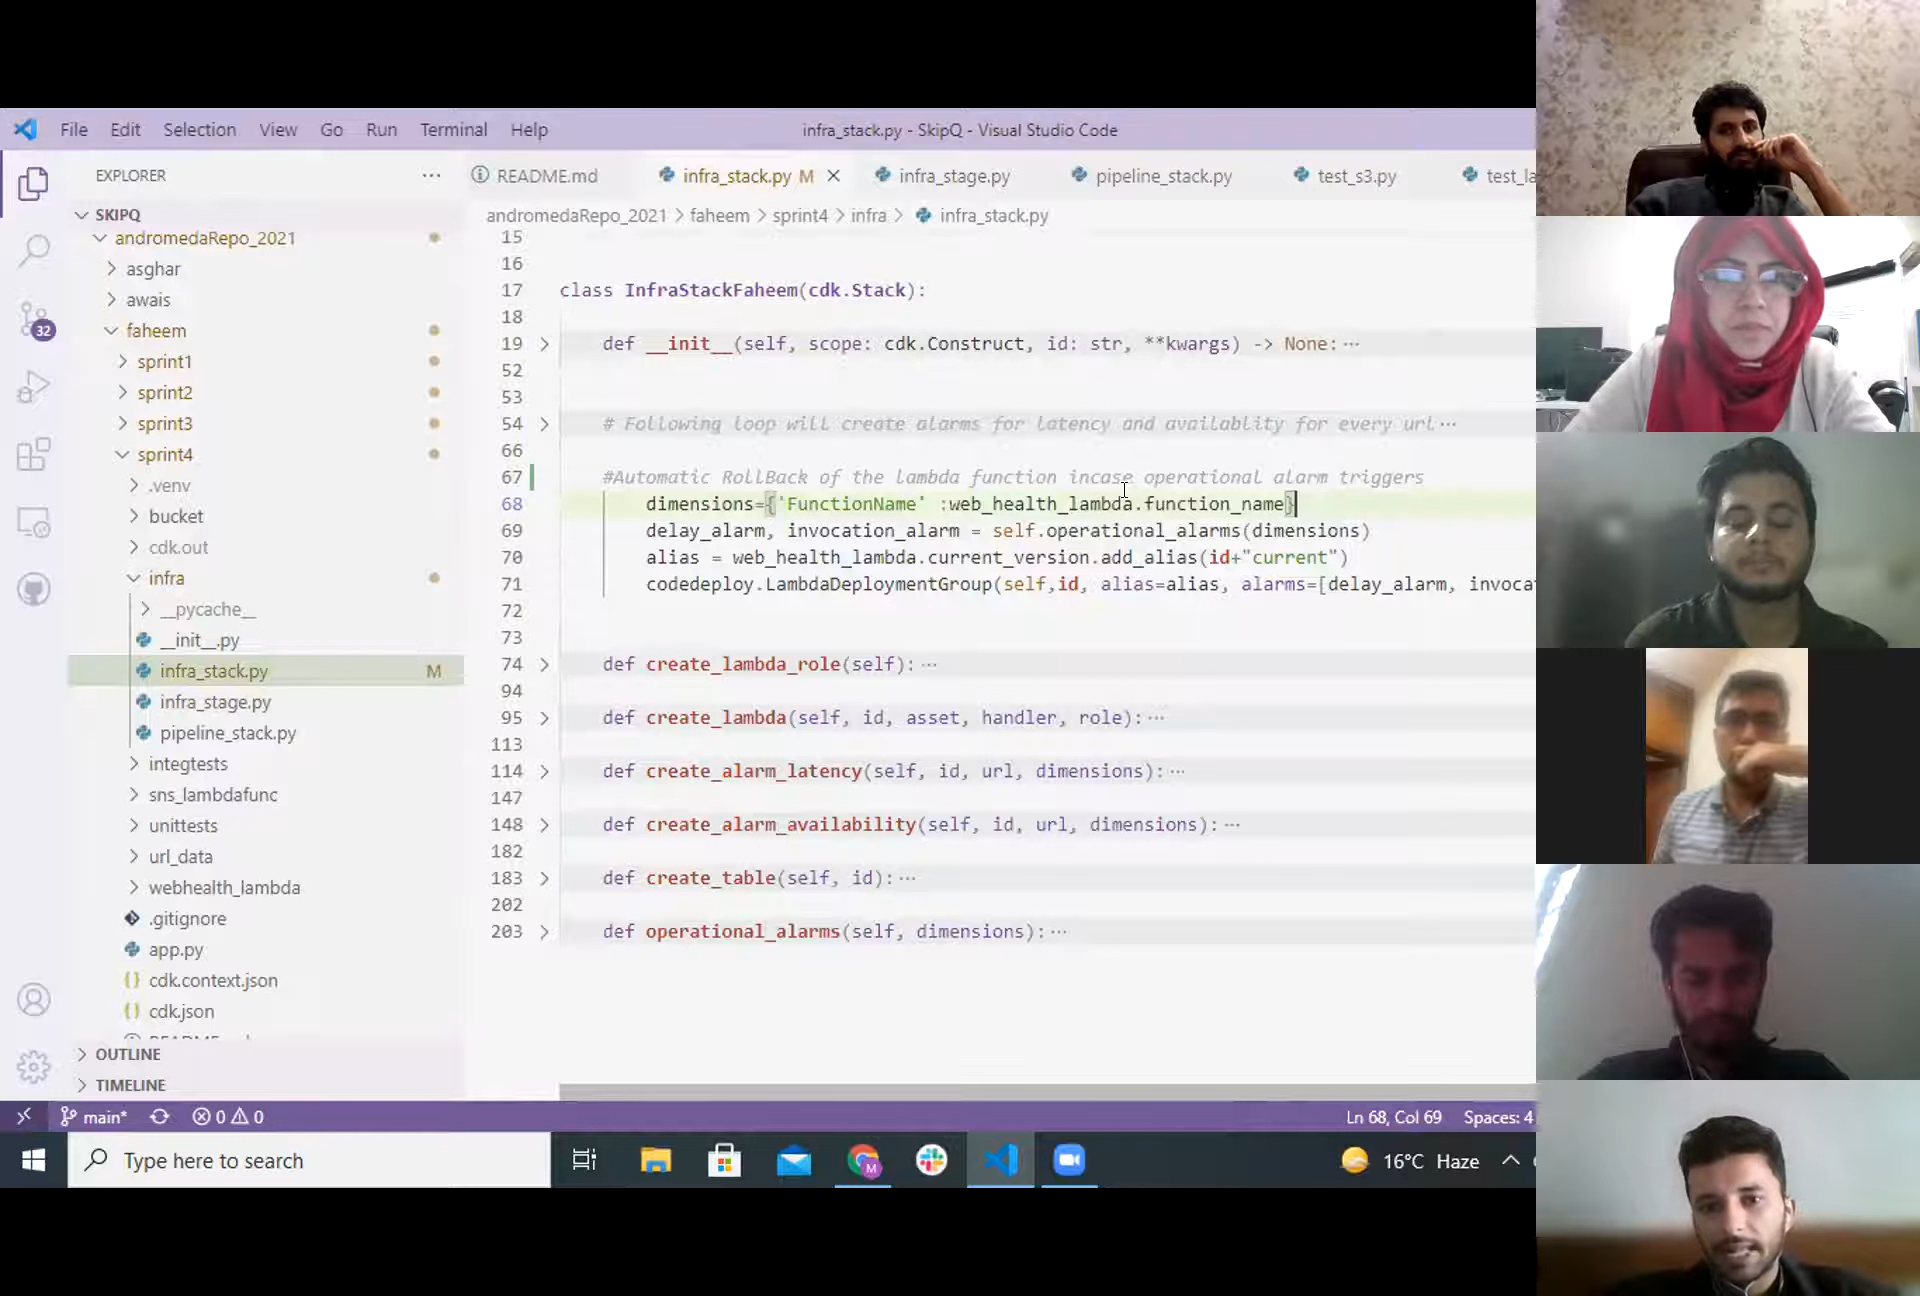 File Edit Selection View Go Run Terminal Help
infra_stack.py - SkipQ - Visual Studio Code
EXPLORER ...
SKIPQ
andromedaRepo_2021
asghar
awais
faheem
sprint1
sprint2
sprint3
sprint4
.venv
bucket
cdk.out
infra
__pycache__
__init__.py
infra_stack.py M
infra_stage.py
pipeline_stack.py
integtests
sns_lambdafunc
unittests
url_data
webhealth_lambda
.gitignore
app.py
cdk.context.json
cdk.json
OUTLINE
TIMELINE
32
README.md infra_stack.py M infra_stage.py pipeline_stack.py test_s3.py test_la
andromedaRepo_2021 > faheem > sprint4 > infra > infra_stack.py
15
16
17 class InfraStackFaheem(cdk.Stack):
18
19 def __init__(self, scope: cdk.Construct, id: str, **kwargs) -> None:...
52
53
54 # Following loop will create alarms for latency and availablity for every url...
66
67 #Automatic RollBack of the lambda function incase operational alarm triggers
68 dimensions={'FunctionName' :web_health_lambda.function_name}
69 delay_alarm, invocation_alarm = self.operational_alarms(dimensions)
70 alias = web_health_lambda.current_version.add_alias(id+"current")
71 codedeploy.LambdaDeploymentGroup(self,id, alias=alias, alarms=[delay_alarm, invocat
72
73
74 def create_lambda_role(self):...
94
95 def create_lambda(self, id, asset, handler, role):...
113
114 def create_alarm_latency(self, id, url, dimensions):...
147
148 def create_alarm_availability(self, id, url, dimensions):...
182
183 def create_table(self, id):...
202
203 def operational_alarms(self, dimensions):...
main* 0 0 Ln 68, Col 69 Spaces: 4
Type here to search M 16°C Haze